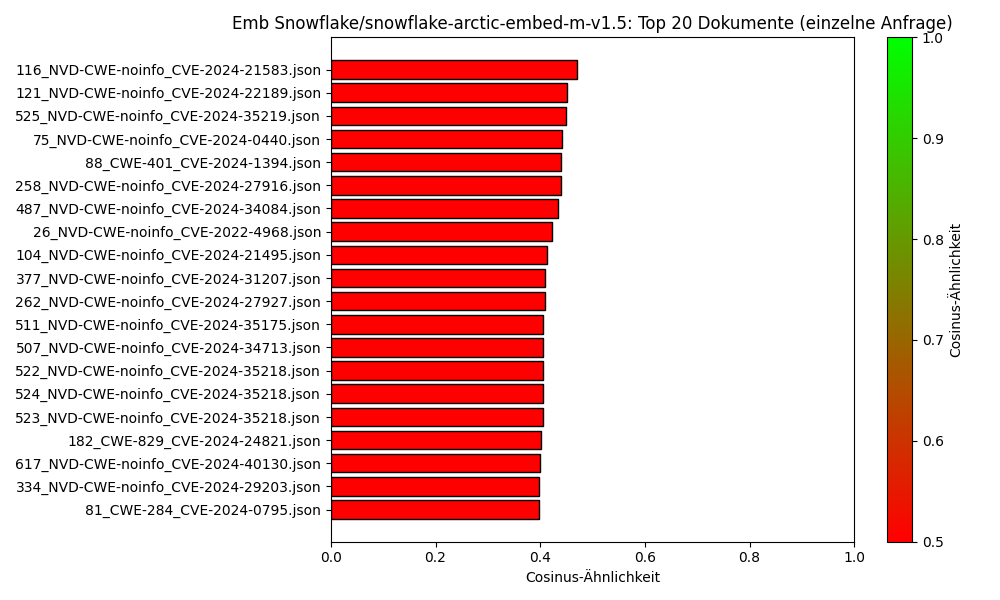 Emb Snowflake/snowflake-arctic-embed-m-v1.5: Top 20 Dokumente (einzelne Anfrage)
116_NVD-CWE-noinfo_CVE-2024-21583.json
121_NVD-CWE-noinfo_CVE-2024-22189.json
525_NVD-CWE-noinfo_CVE-2024-35219.json
75_NVD-CWE-noinfo_CVE-2024-0440.json
88_CWE-401_CVE-2024-1394.json
258_NVD-CWE-noinfo_CVE-2024-27916.json
487_NVD-CWE-noinfo_CVE-2024-34084.json
26_NVD-CWE-noinfo_CVE-2022-4968.json
104_NVD-CWE-noinfo_CVE-2024-21495.json
377_NVD-CWE-noinfo_CVE-2024-31207.json
262_NVD-CWE-noinfo_CVE-2024-27927.json
511_NVD-CWE-noinfo_CVE-2024-35175.json
507_NVD-CWE-noinfo_CVE-2024-34713.json
522_NVD-CWE-noinfo_CVE-2024-35218.json
524_NVD-CWE-noinfo_CVE-2024-35218.json
523_NVD-CWE-noinfo_CVE-2024-35218.json
182_CWE-829_CVE-2024-24821.json
617_NVD-CWE-noinfo_CVE-2024-40130.json
334_NVD-CWE-noinfo_CVE-2024-29203.json
81_CWE-284_CVE-2024-0795.json
0.0 0.2 0.4 0.6 0.8 1.0
Cosinus-Ähnlichkeit
1.0
0.9
0.8
0.7
0.6
0.5
Cosinus-Ähnlichkeit